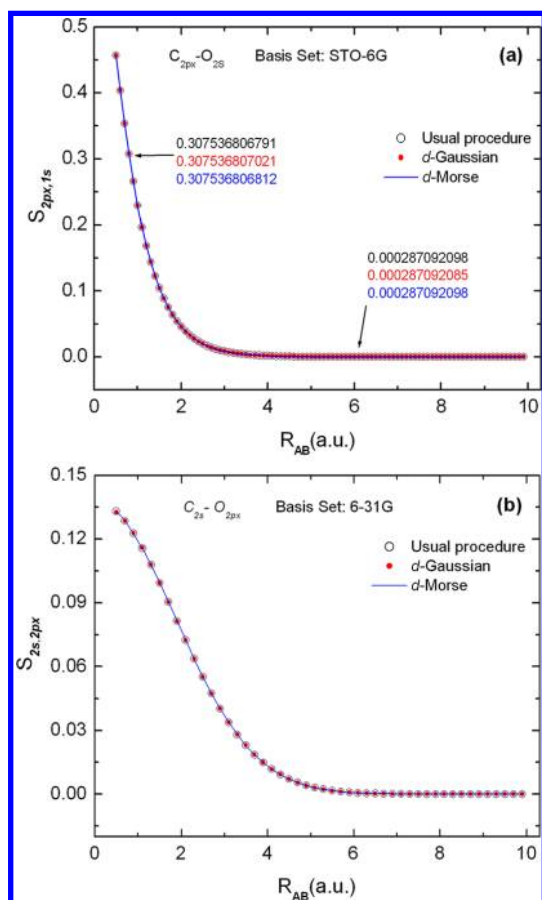 C2px-O2S Basis Set: STO-6G (a)
0.5
0.4
0.3
0.2
0.1
0.0
S2px,1s
0.307536806791
0.307536807021
0.307536806812
Usual procedure
d-Gaussian
d-Morse
0.000287092098
0.000287092085
0.000287092098
0 2 4 6 8 10
RAB(a.u.)
C2s- O2px Basis Set: 6-31G (b)
0.15
0.12
0.09
0.06
0.03
0.00
S2s,2px
Usual procedure
d-Gaussian
d-Morse
0 2 4 6 8 10
RAB(a.u.)